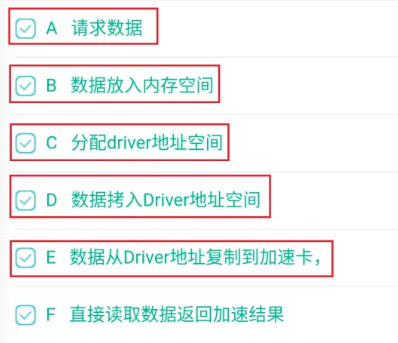 A 请求数据
B 数据放入内存空间
C 分配driver地址空间
D 数据拷入Driver地址空间
E 数据从Driver地址复制到加速卡，
F 直接读取数据返回加速结果